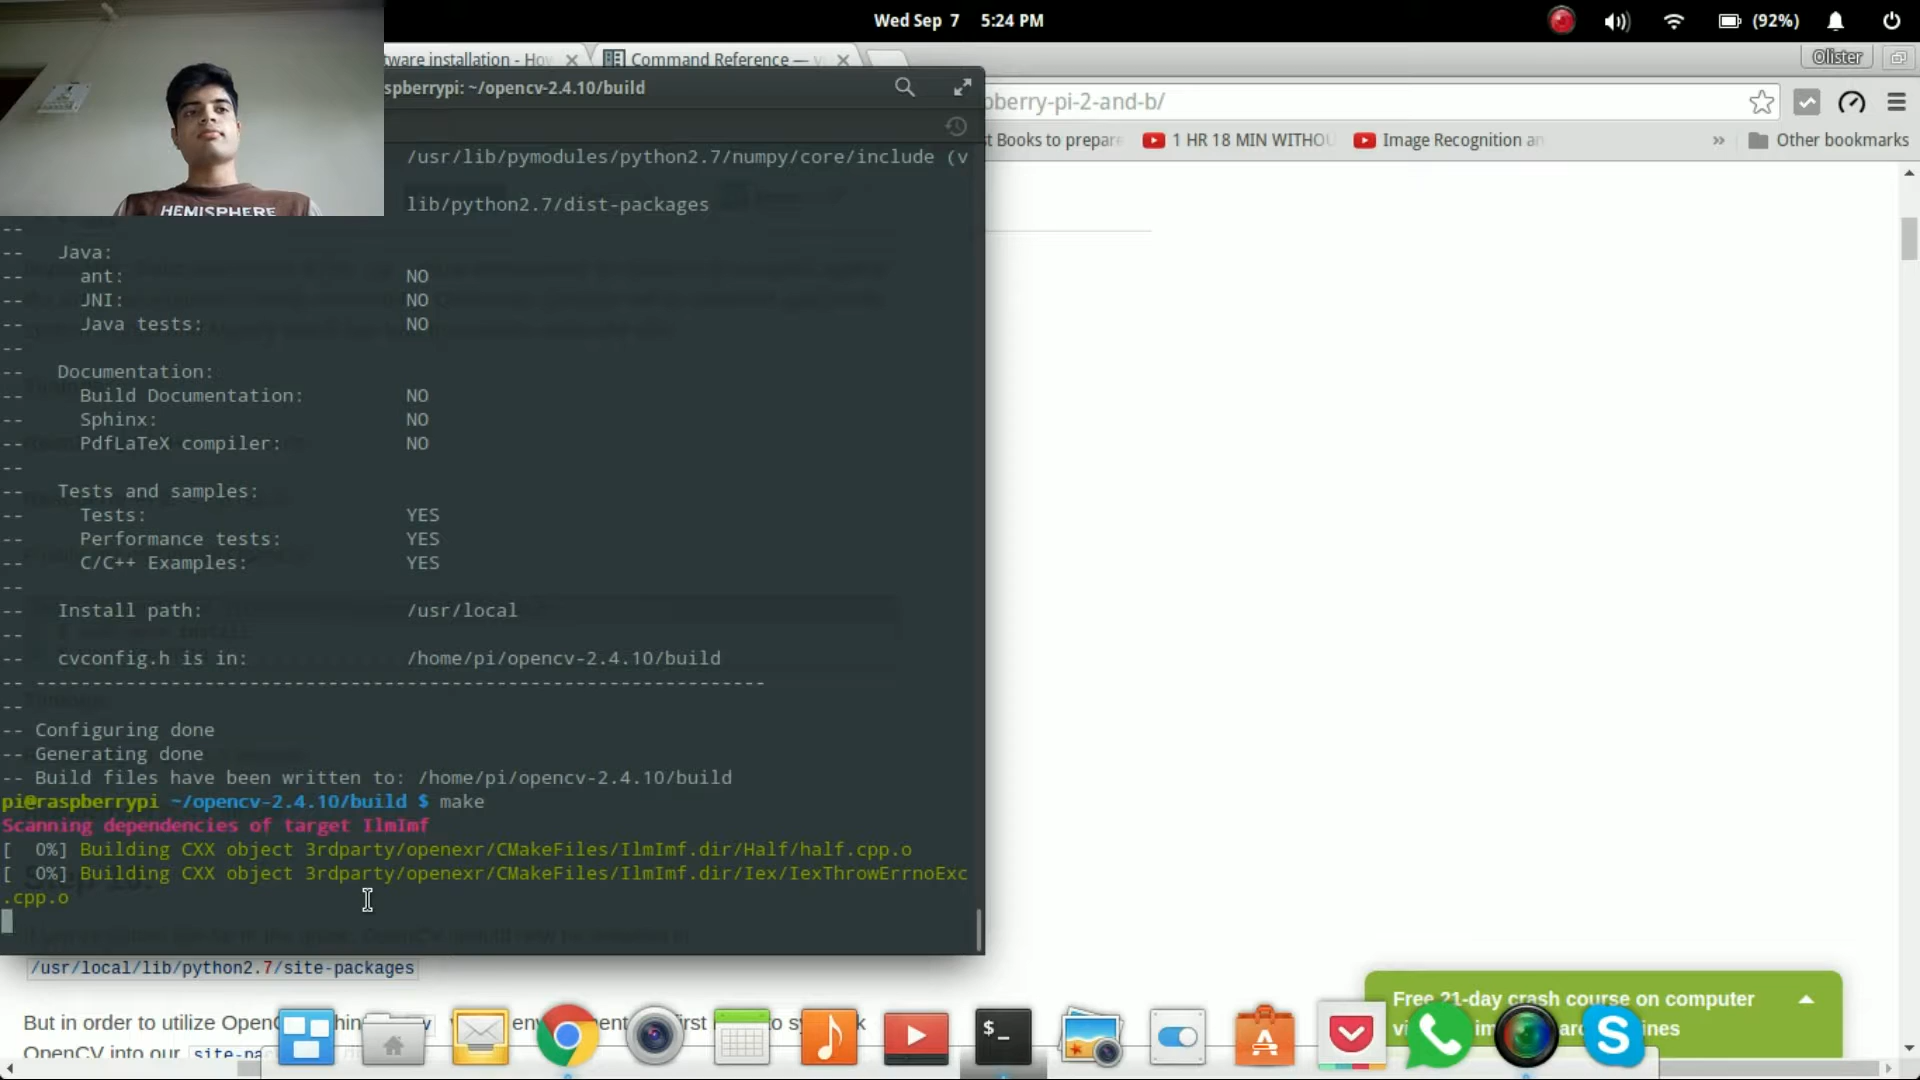 Wed Sep 7 5:24 PM
(92%)
tware installation - Ho
Command Reference —
Olister
spberrypi: ~/opencv-2.4.10/build
berry-pi-2-and-b/
t Books to prepare
1 HR 18 MIN WITHOU
Image Recognition an
» Other bookmarks
HEMISPHERE
/usr/lib/pymodules/python2.7/numpy/core/include (v
lib/python2.7/dist-packages
--
-- Java:
-- ant: NO
-- JNI: NO
-- Java tests: NO
--
-- Documentation:
-- Build Documentation: NO
-- Sphinx: NO
-- PdfLaTeX compiler: NO
--
-- Tests and samples:
-- Tests: YES
-- Performance tests: YES
-- C/C++ Examples: YES
--
-- Install path: /usr/local
--
-- cvconfig.h is in: /home/pi/opencv-2.4.10/build
-- -----------------------------------------------------------------
--
-- Configuring done
-- Generating done
-- Build files have been written to: /home/pi/opencv-2.4.10/build
pi@raspberrypi ~/opencv-2.4.10/build $ make
Scanning dependencies of target IlmImf
[ 0%] Building CXX object 3rdparty/openexr/CMakeFiles/IlmImf.dir/Half/half.cpp.o
[ 0%] Building CXX object 3rdparty/openexr/CMakeFiles/IlmImf.dir/Iex/IexThrowErrnoExc
.cpp.o
/usr/local/lib/python2.7/site-packages
But in order to utilize OpenC
OpenCV into our site-pa
Free 21-day crash course on computer